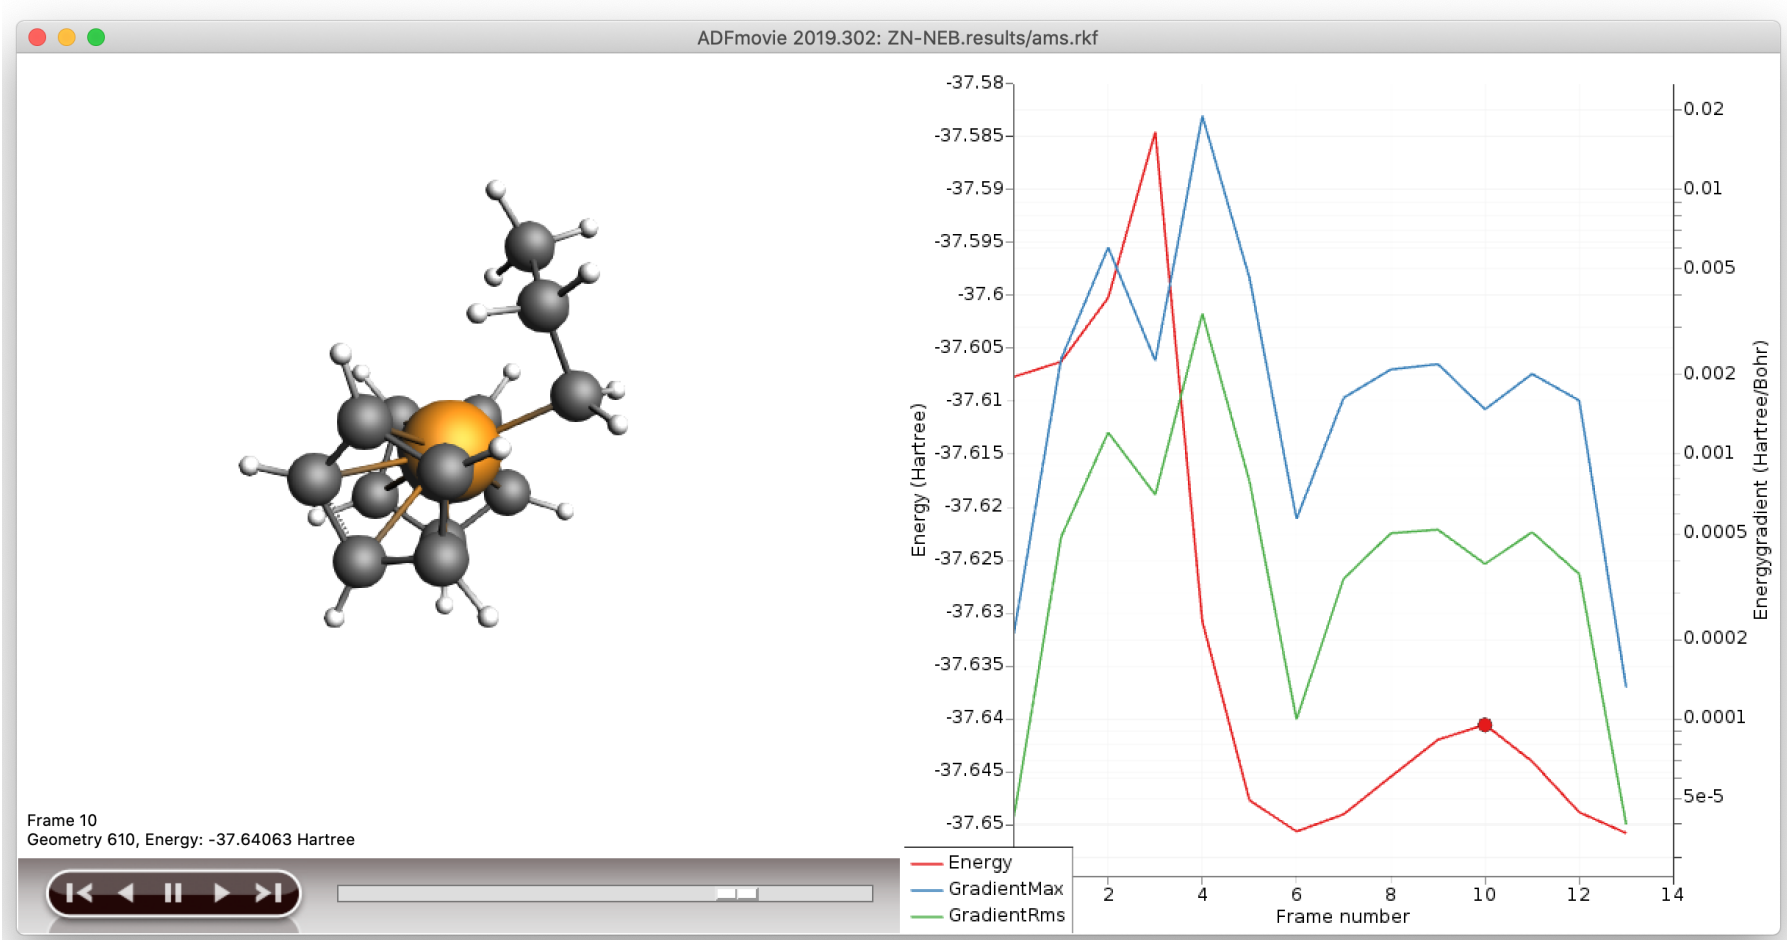 ADFmovie 2019.302: ZN-NEB.results/ams.rkf
Frame 10
Geometry 610, Energy: -37.64063 Hartree
-37.58
-37.585
-37.59
-37.595
-37.6
-37.605
-37.61
-37.615
-37.62
-37.625
-37.63
-37.635
-37.64
-37.645
-37.65
Energy (Hartree)
0.02
0.01
0.005
0.002
0.001
0.0005
0.0002
0.0001
5e-5
Energygradient (Hartree/Bohr)
2 4 6 8 10 12 14
Frame number
Energy
GradientMax
GradientRms